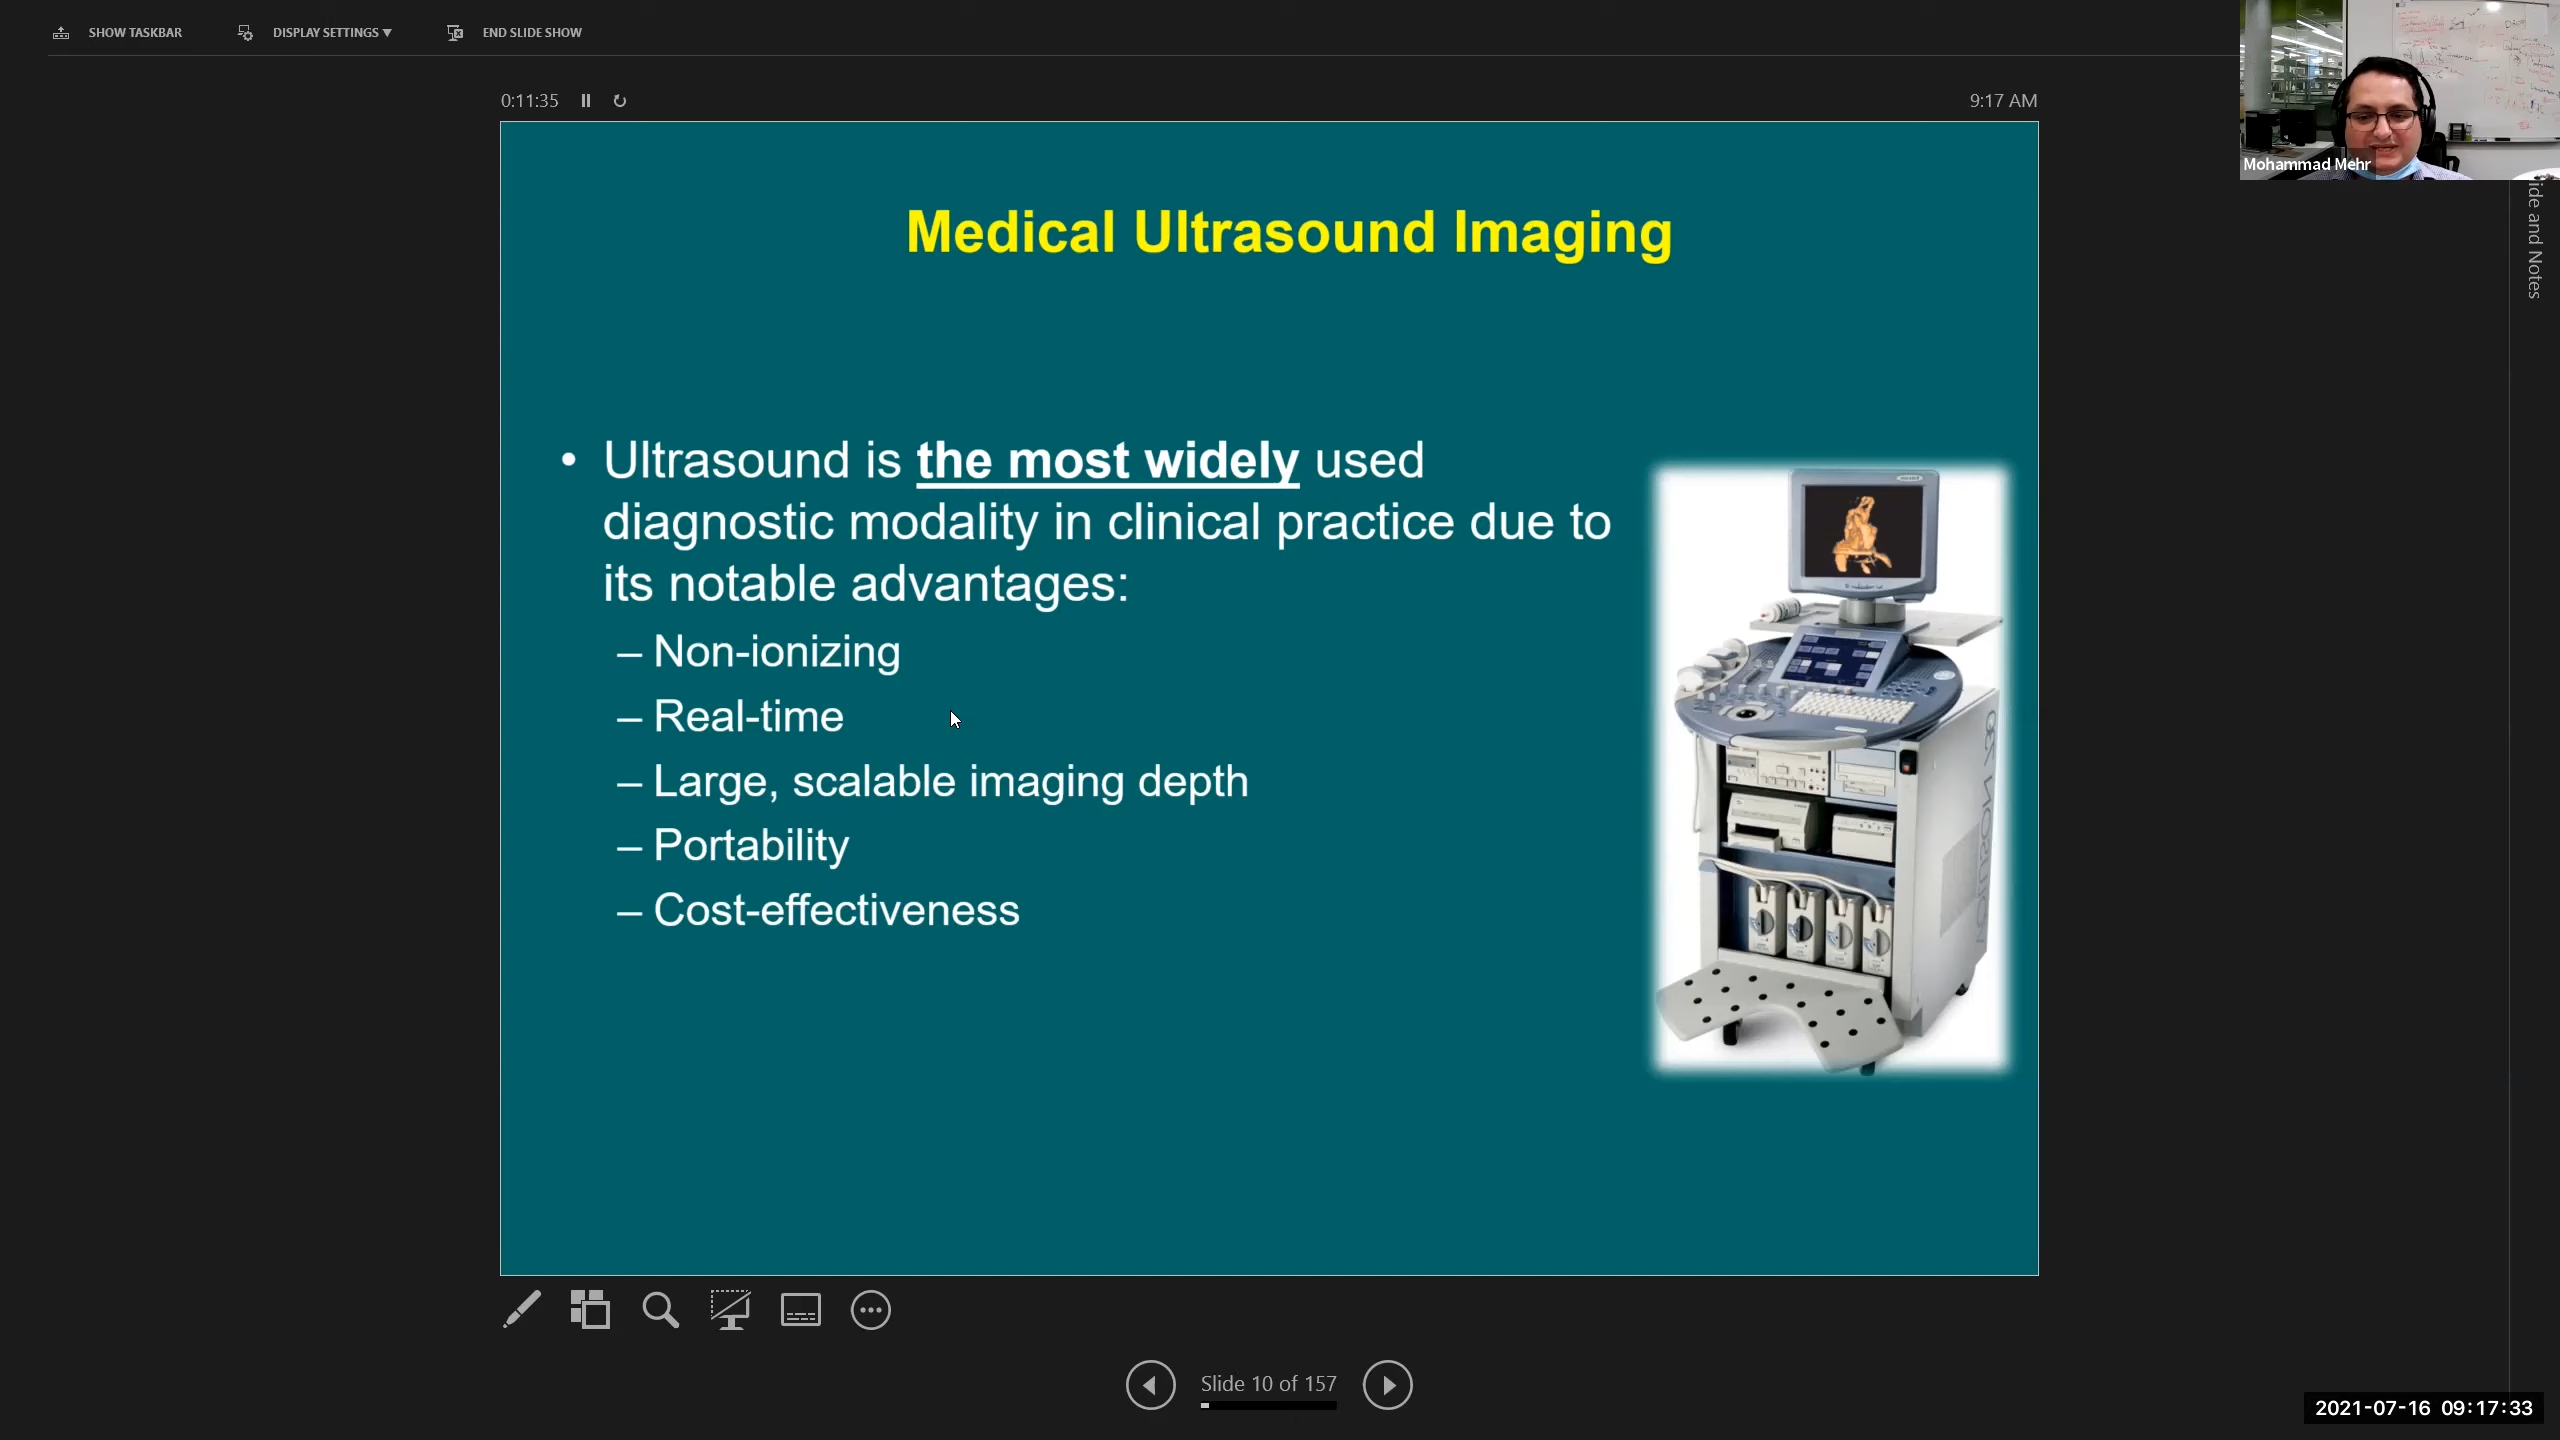 SHOW TASKBAR
DISPLAY SETTINGS ▼
END SLIDE SHOW
0:11:35
9:17 AM
Mohammad Mehr
ide and Notes
Medical Ultrasound Imaging
• Ultrasound is the most widely used
diagnostic modality in clinical practice due to
its notable advantages:
– Non-ionizing
– Real-time
– Large, scalable imaging depth
– Portability
– Cost-effectiveness
Slide 10 of 157
2021-07-16 09:17:33